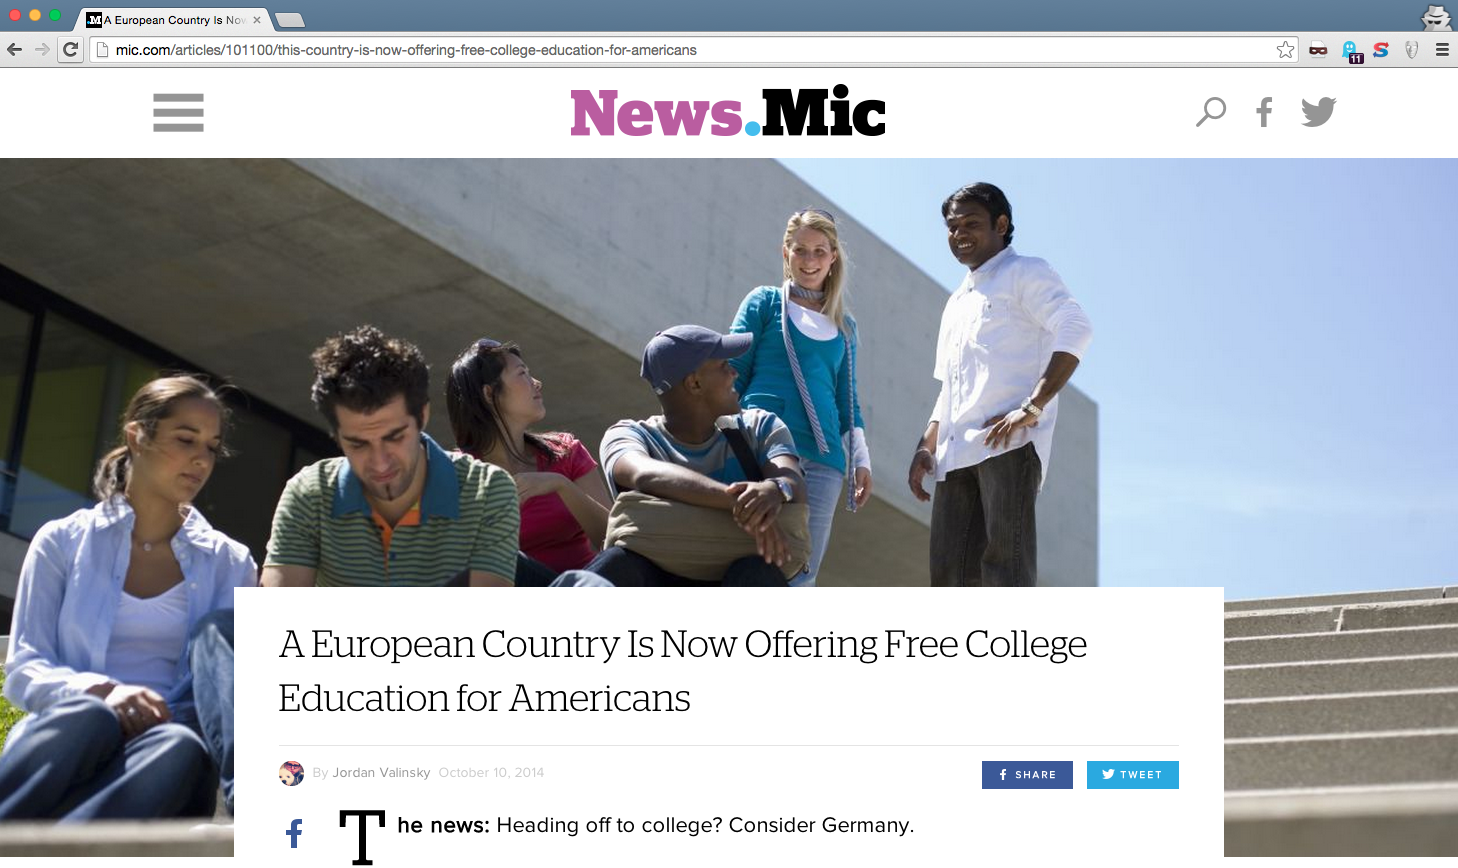 A European Country Is Now
mic.com/articles/101100/this-country-is-now-offering-free-college-education-for-americans
11
News.Mic
A European Country Is Now Offering Free College
Education for Americans
By Jordan Valinsky October 10, 2014
SHARE
TWEET
The news: Heading off to college? Consider Germany.